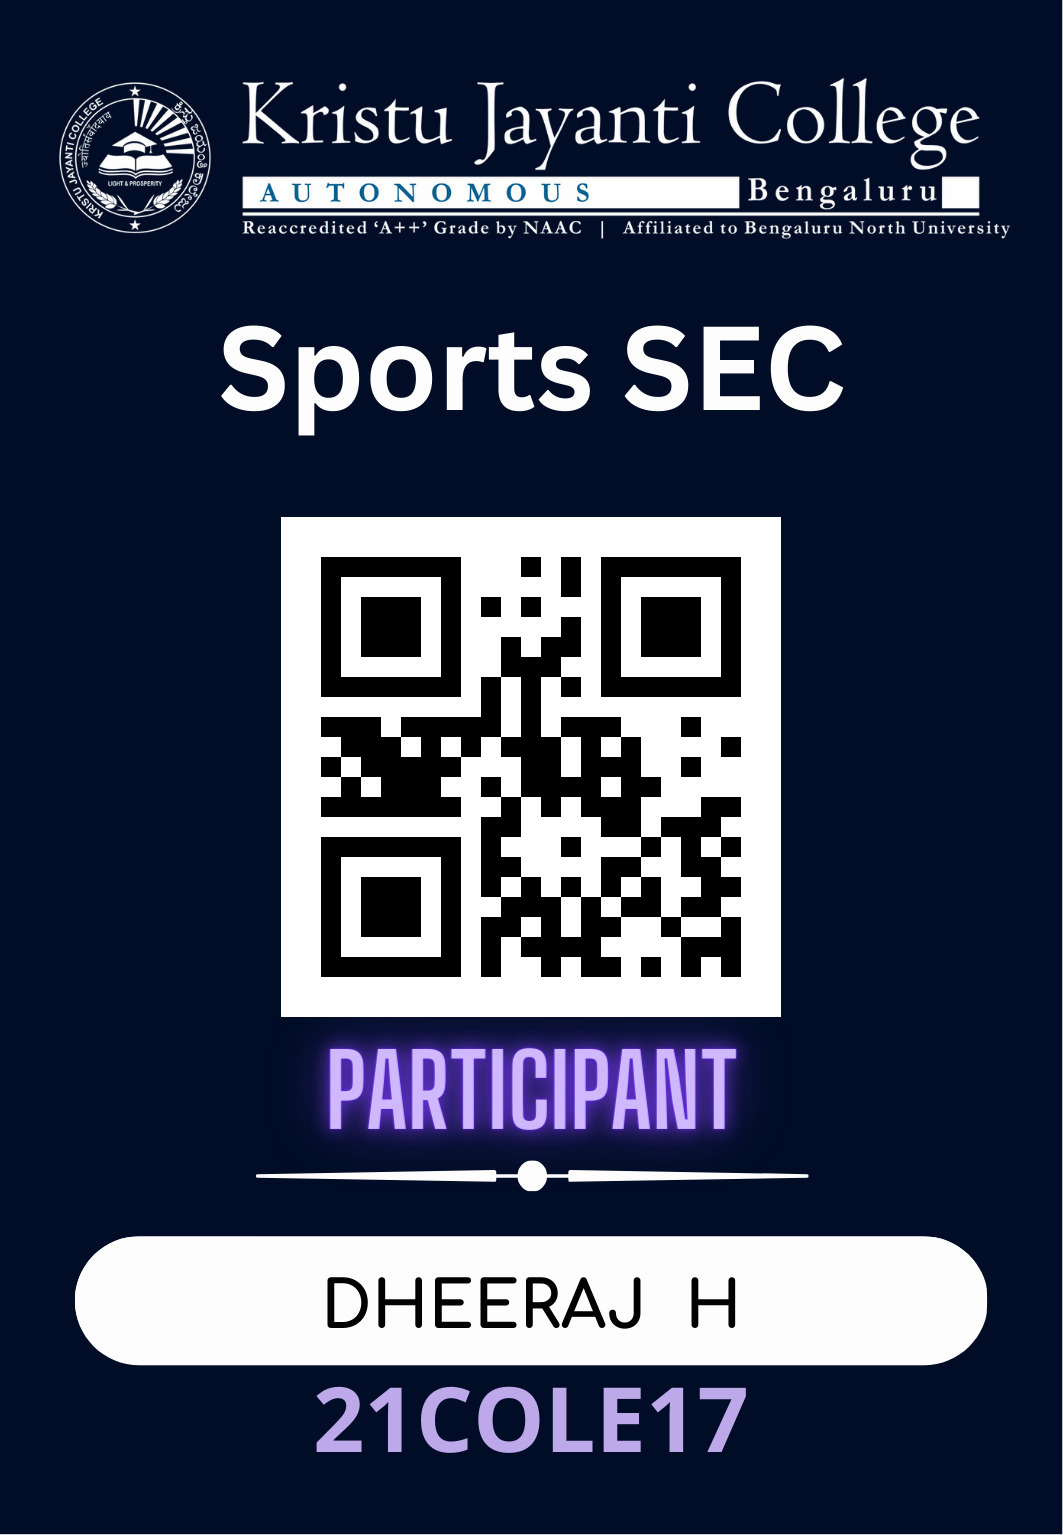 Kristu Jayanti College
AUTONOMOUS Bengaluru
Reaccredited ‘A++’ Grade by NAAC | Affiliated to Bengaluru North University
KRISTU JAYANTI COLLEGE
LIGHT & PROSPERITY
Sports SEC
PARTICIPANT
DHEERAJ H
21COLE17